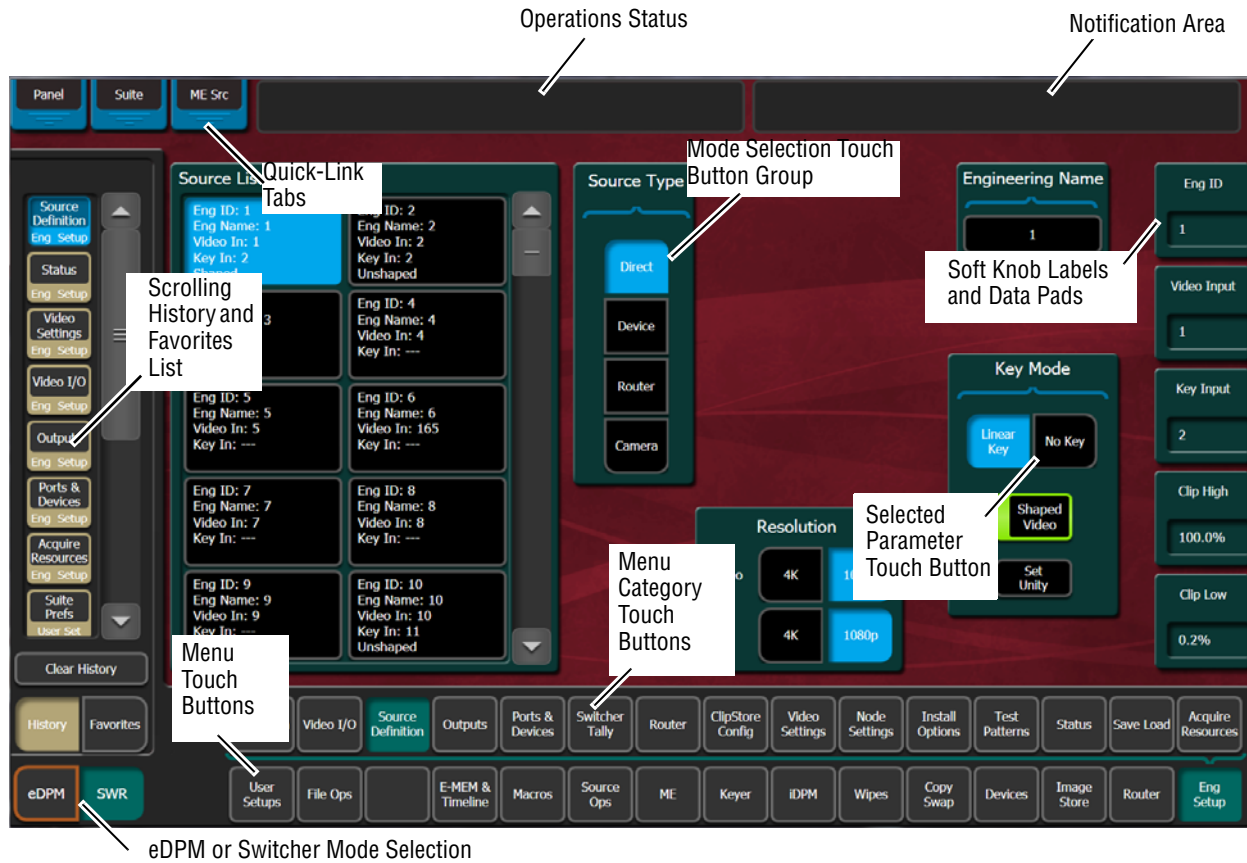 Operations Status
Notification Area
Panel
Suite
ME Src
Quick-Link
Tabs
Mode Selection Touch
Button Group
Source
Definition
Eng Setup
Status
Eng Setup
Video
Settings
Eng Setup
Video I/O
Eng Setup
Output
Eng Setup
Ports &
Devices
Eng Setup
Acquire
Resources
Eng Setup
Suite
Prefs
User Set
Clear History
History
Favorites
Scrolling
History and
Favorites
List
Source Lis
Eng ID: 1
Eng Name: 1
Video In: 1
Key In: 2
Shaped
ID: 2
Eng Name: 2
Video In: 2
Key In: 2
Unshaped
3
Eng ID: 4
Eng Name: 4
Video In: 4
Key In: ---
Eng ID: 5
Eng Name: 5
Video In: 5
Key In: ---
Eng ID: 6
Eng Name: 6
Video In: 165
Key In: ---
Eng ID: 7
Eng Name: 7
Video In: 7
Key In: ---
Eng ID: 8
Eng Name: 8
Video In: 8
Key In: ---
Eng ID: 9
Eng Name: 9
Video In: 9
Key In: ---
Eng ID: 10
Eng Name: 10
Video In: 10
Key In: 11
Unshaped
Source Type
Direct
Device
Router
Camera
Engineering Name
1
Soft Knob Labels
and Data Pads
Eng ID
1
Video Input
1
Key Input
2
Clip High
100.0%
Clip Low
0.2%
Key Mode
Linear
Key
No Key
Shaped
Video
Set
Unity
Selected
Parameter
Touch Button
Resolution
4K
4K
1080p
Menu
Category
Touch
Buttons
Menu
Touch
Buttons
Video I/O
Source
Definition
Outputs
Ports &
Devices
Switcher
Tally
Router
ClipStore
Config
Video
Settings
Node
Settings
Install
Options
Test
Patterns
Status
Save Load
Acquire
Resources
eDPM
SWR
User
Setups
File Ops
E-MEM &
Timeline
Macros
Source
Ops
ME
Keyer
iDPM
Wipes
Copy
Swap
Devices
Image
Store
Router
Eng
Setup
eDPM or Switcher Mode Selection